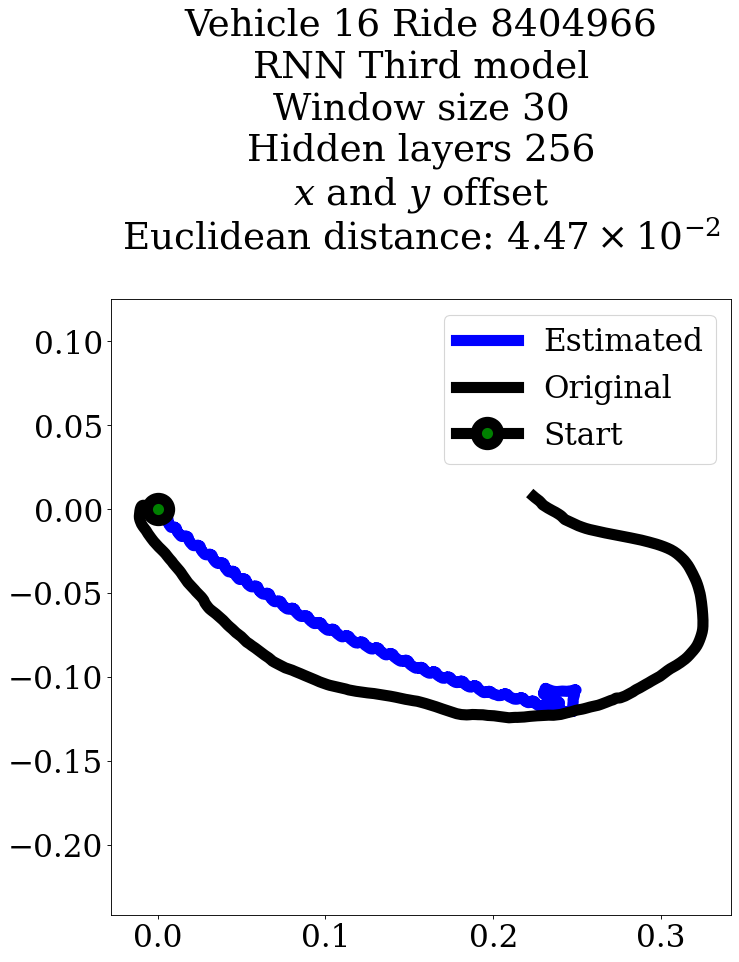 Vehicle 16 Ride 8404966
RNN Third model
Window size 30
Hidden layers 256
x and y offset
Euclidean distance: 4.47 × 10⁻²
Estimated
Original
Start
0.10
0.05
0.00
−0.05
−0.10
−0.15
−0.20
0.0 0.1 0.2 0.3